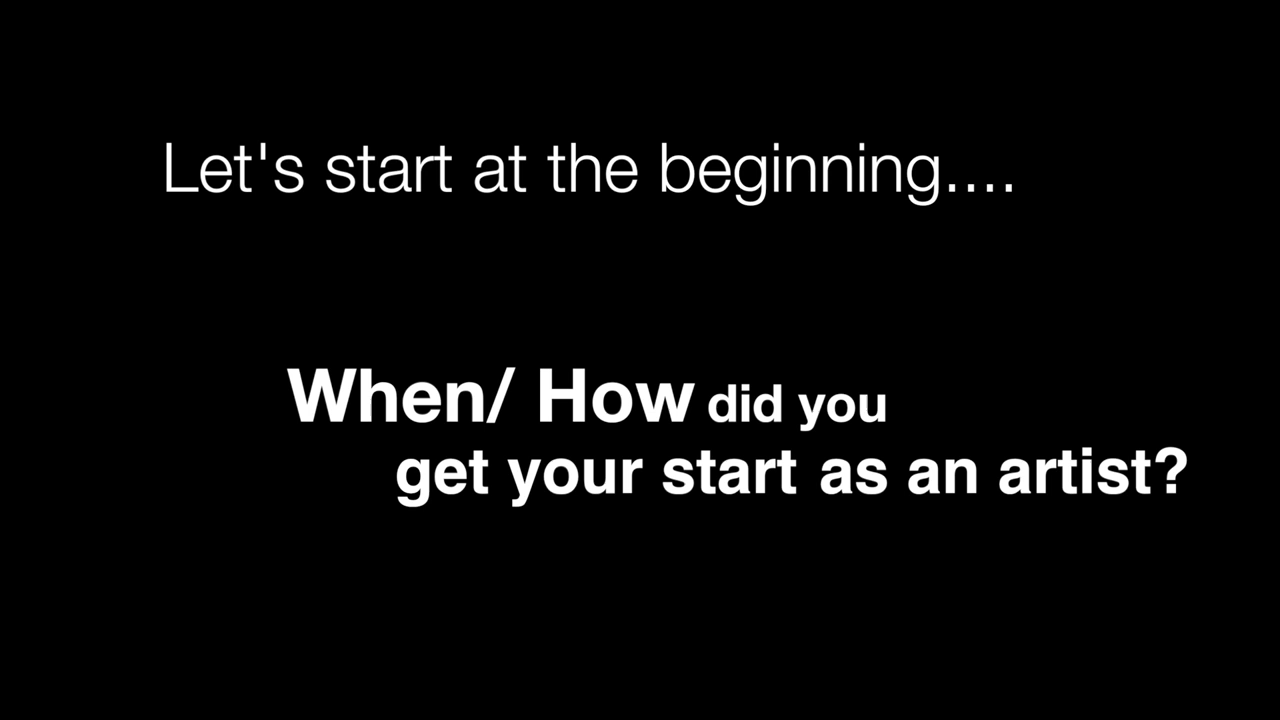 Let's start at the beginning....
When/ How did you
get your start as an artist?